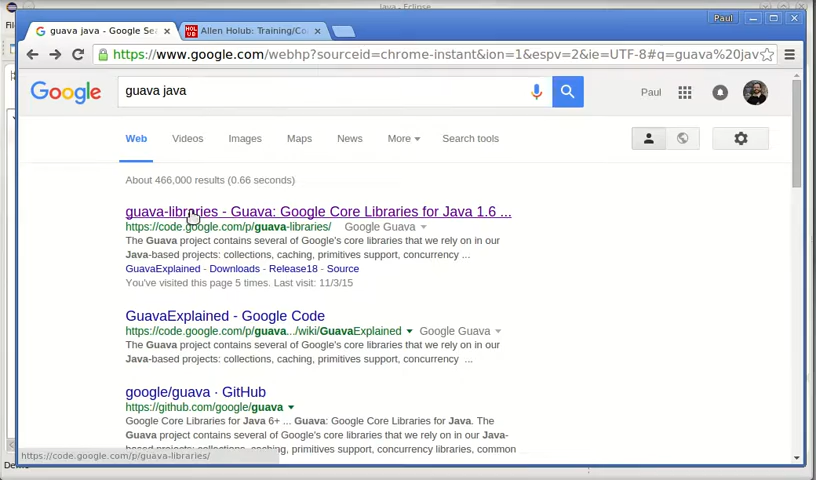 Java - Eclipse
guava java - Google Sea
Allen Holub: Training/Co
Paul
https://www.google.com/webhp?sourceid=chrome-instant&ion=1&espv=2&ie=UTF-8#q=guava%20jav
Google
guava java
Paul
Web
Videos
Images
Maps
News
More
Search tools
About 466,000 results (0.66 seconds)
guava-libraries - Guava: Google Core Libraries for Java 1.6 ...
https://code.google.com/p/guava-libraries/ Google Guava
The Guava project contains several of Google's core libraries that we rely on in our
Java-based projects: collections, caching, primitives support, concurrency ...
GuavaExplained - Downloads - Release18 - Source
You've visited this page 5 times. Last visit: 11/3/15
GuavaExplained - Google Code
https://code.google.com/p/guava.../wiki/GuavaExplained Google Guava
The Guava project contains several of Google's core libraries that we rely on in our
Java-based projects: collections, caching, primitives support, concurrency ...
google/guava · GitHub
https://github.com/google/guava
Google Core Libraries for Java 6+ ... Guava: Google Core Libraries for Java. The
Guava project contains several of Google's core libraries that we rely on in our Java-
based projects: collections, caching, primitives support, concurrency libraries, common
https://code.google.com/p/guava-libraries/